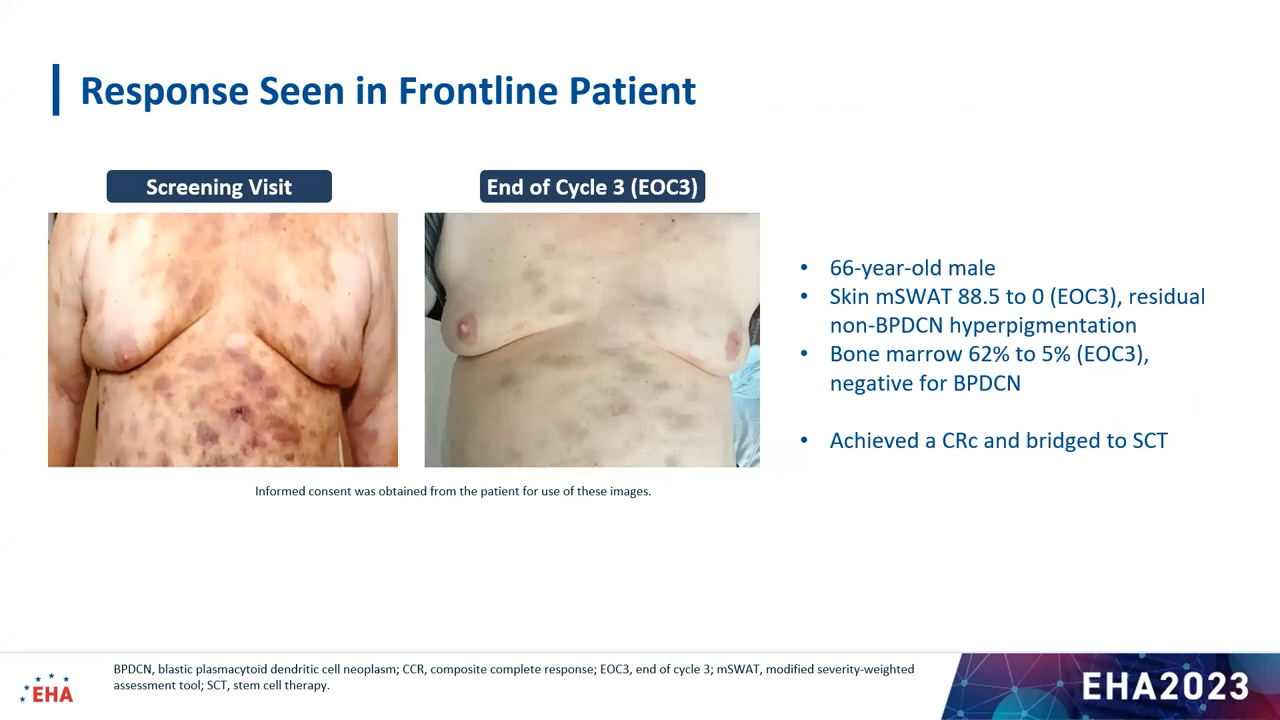 Response Seen in Frontline Patient
Screening Visit
End of Cycle 3 (EOC3)
• 66-year-old male
• Skin mSWAT 88.5 to 0 (EOC3), residual
non-BPDCN hyperpigmentation
• Bone marrow 62% to 5% (EOC3),
negative for BPDCN
• Achieved a CRc and bridged to SCT
Informed consent was obtained from the patient for use of these images.
BPDCN, blastic plasmacytoid dendritic cell neoplasm; CCR, composite complete response; EOC3, end of cycle 3; mSWAT, modified severity-weighted
assessment tool; SCT, stem cell therapy.
EHA
EHA2023